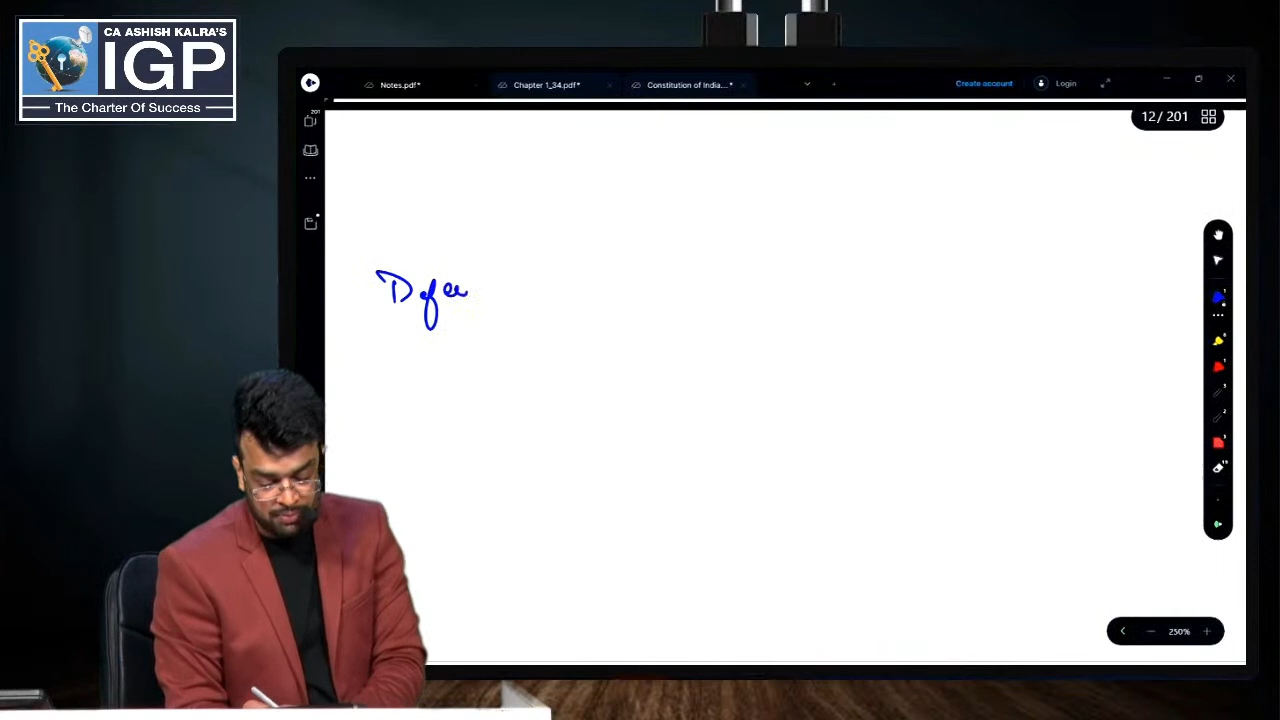 CA ASHISH KALRA'S
IGP
The Charter Of Success
Notes.pdf*
Chapter 1_34.pdf*
Constitution of India....*
Create account
Login
201
12/ 201
250%